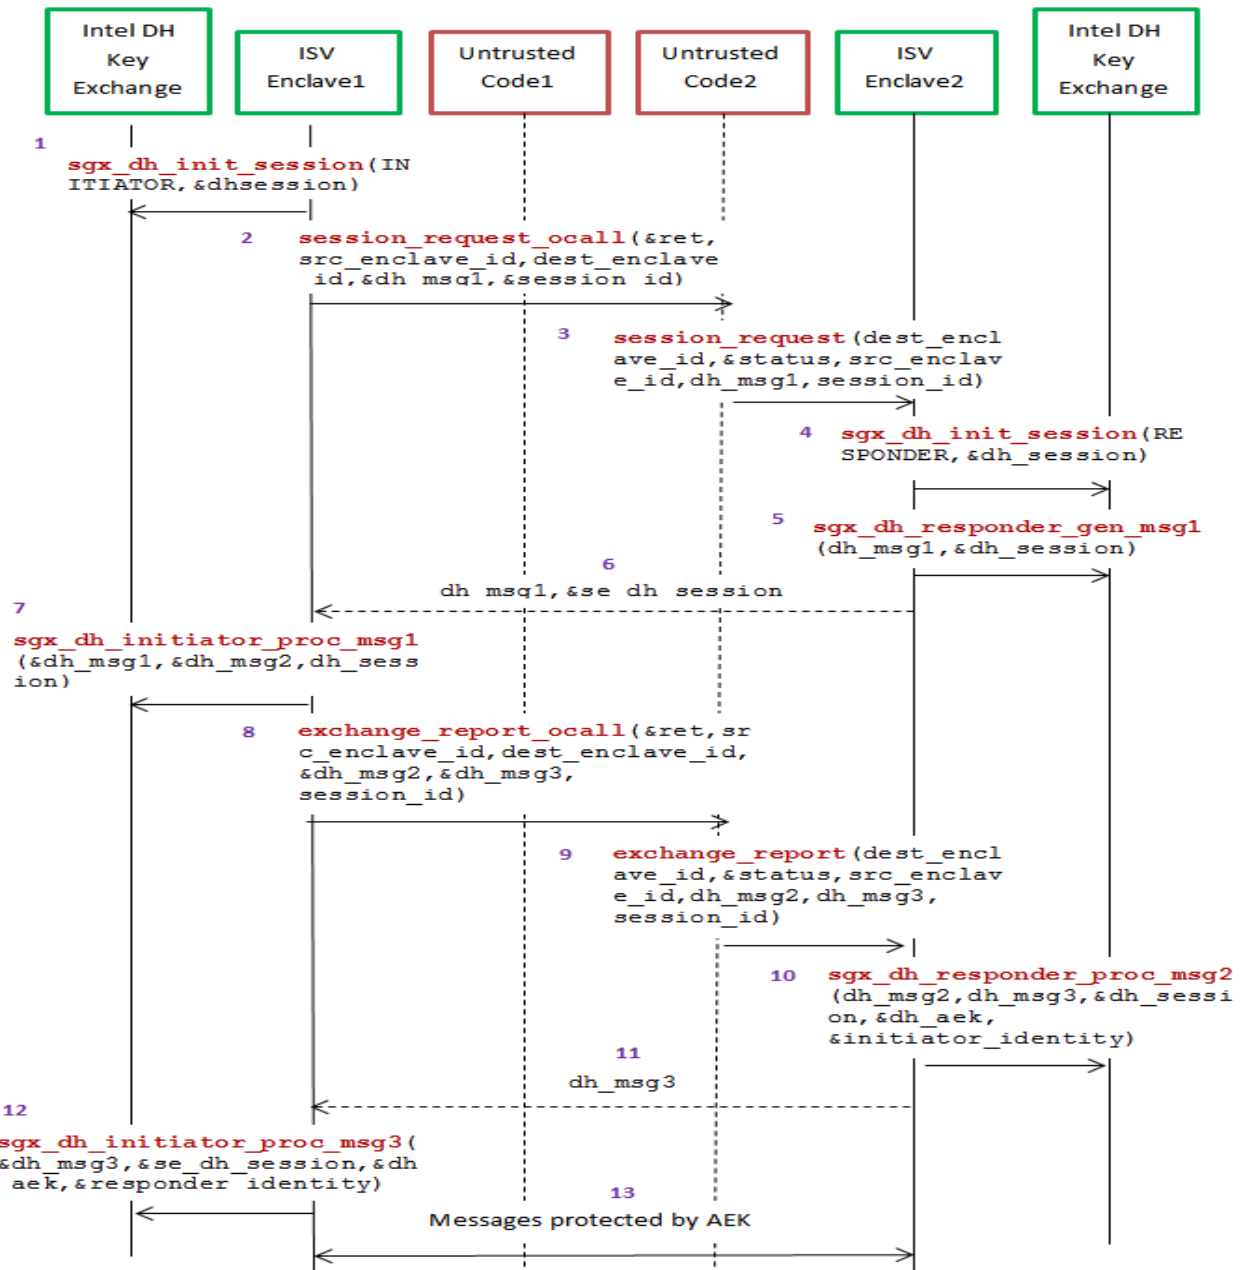 Intel DH
Key
Exchange
ISV
Enclave1
Untrusted
Code1
Untrusted
Code2
ISV
Enclave2
Intel DH
Key
Exchange
1
sgx_dh_init_session(IN
ITIATOR,&dhsession)
2
session_request_ocall(&ret,
src_enclave_id,dest_enclave
_id,&dh_msg1,&session_id)
3
session_request(dest_encl
ave_id,&status,src_enclav
e_id,dh_msg1,session_id)
4
sgx_dh_init_session(RE
SPONDER,&dh_session)
5
sgx_dh_responder_gen_msg1
(dh_msg1,&dh_session)
6
dh_msg1,&se_dh_session
7
sgx_dh_initiator_proc_msg1
(&dh_msg1,&dh_msg2,dh_sess
ion)
8
exchange_report_ocall(&ret,sr
c_enclave_id,dest_enclave_id,
&dh_msg2,&dh_msg3,
session_id)
9
exchange_report(dest_encl
ave_id,&status,src_enclav
e_id,dh_msg2,dh_msg3,
session_id)
10
sgx_dh_responder_proc_msg2
(dh_msg2,dh_msg3,&dh_sessi
on,&dh_aek,
&initiator_identity)
11
dh_msg3
12
sgx_dh_initiator_proc_msg3(
&dh_msg3,&se_dh_session,&dh
_aek,&responder_identity)
13
Messages protected by AEK